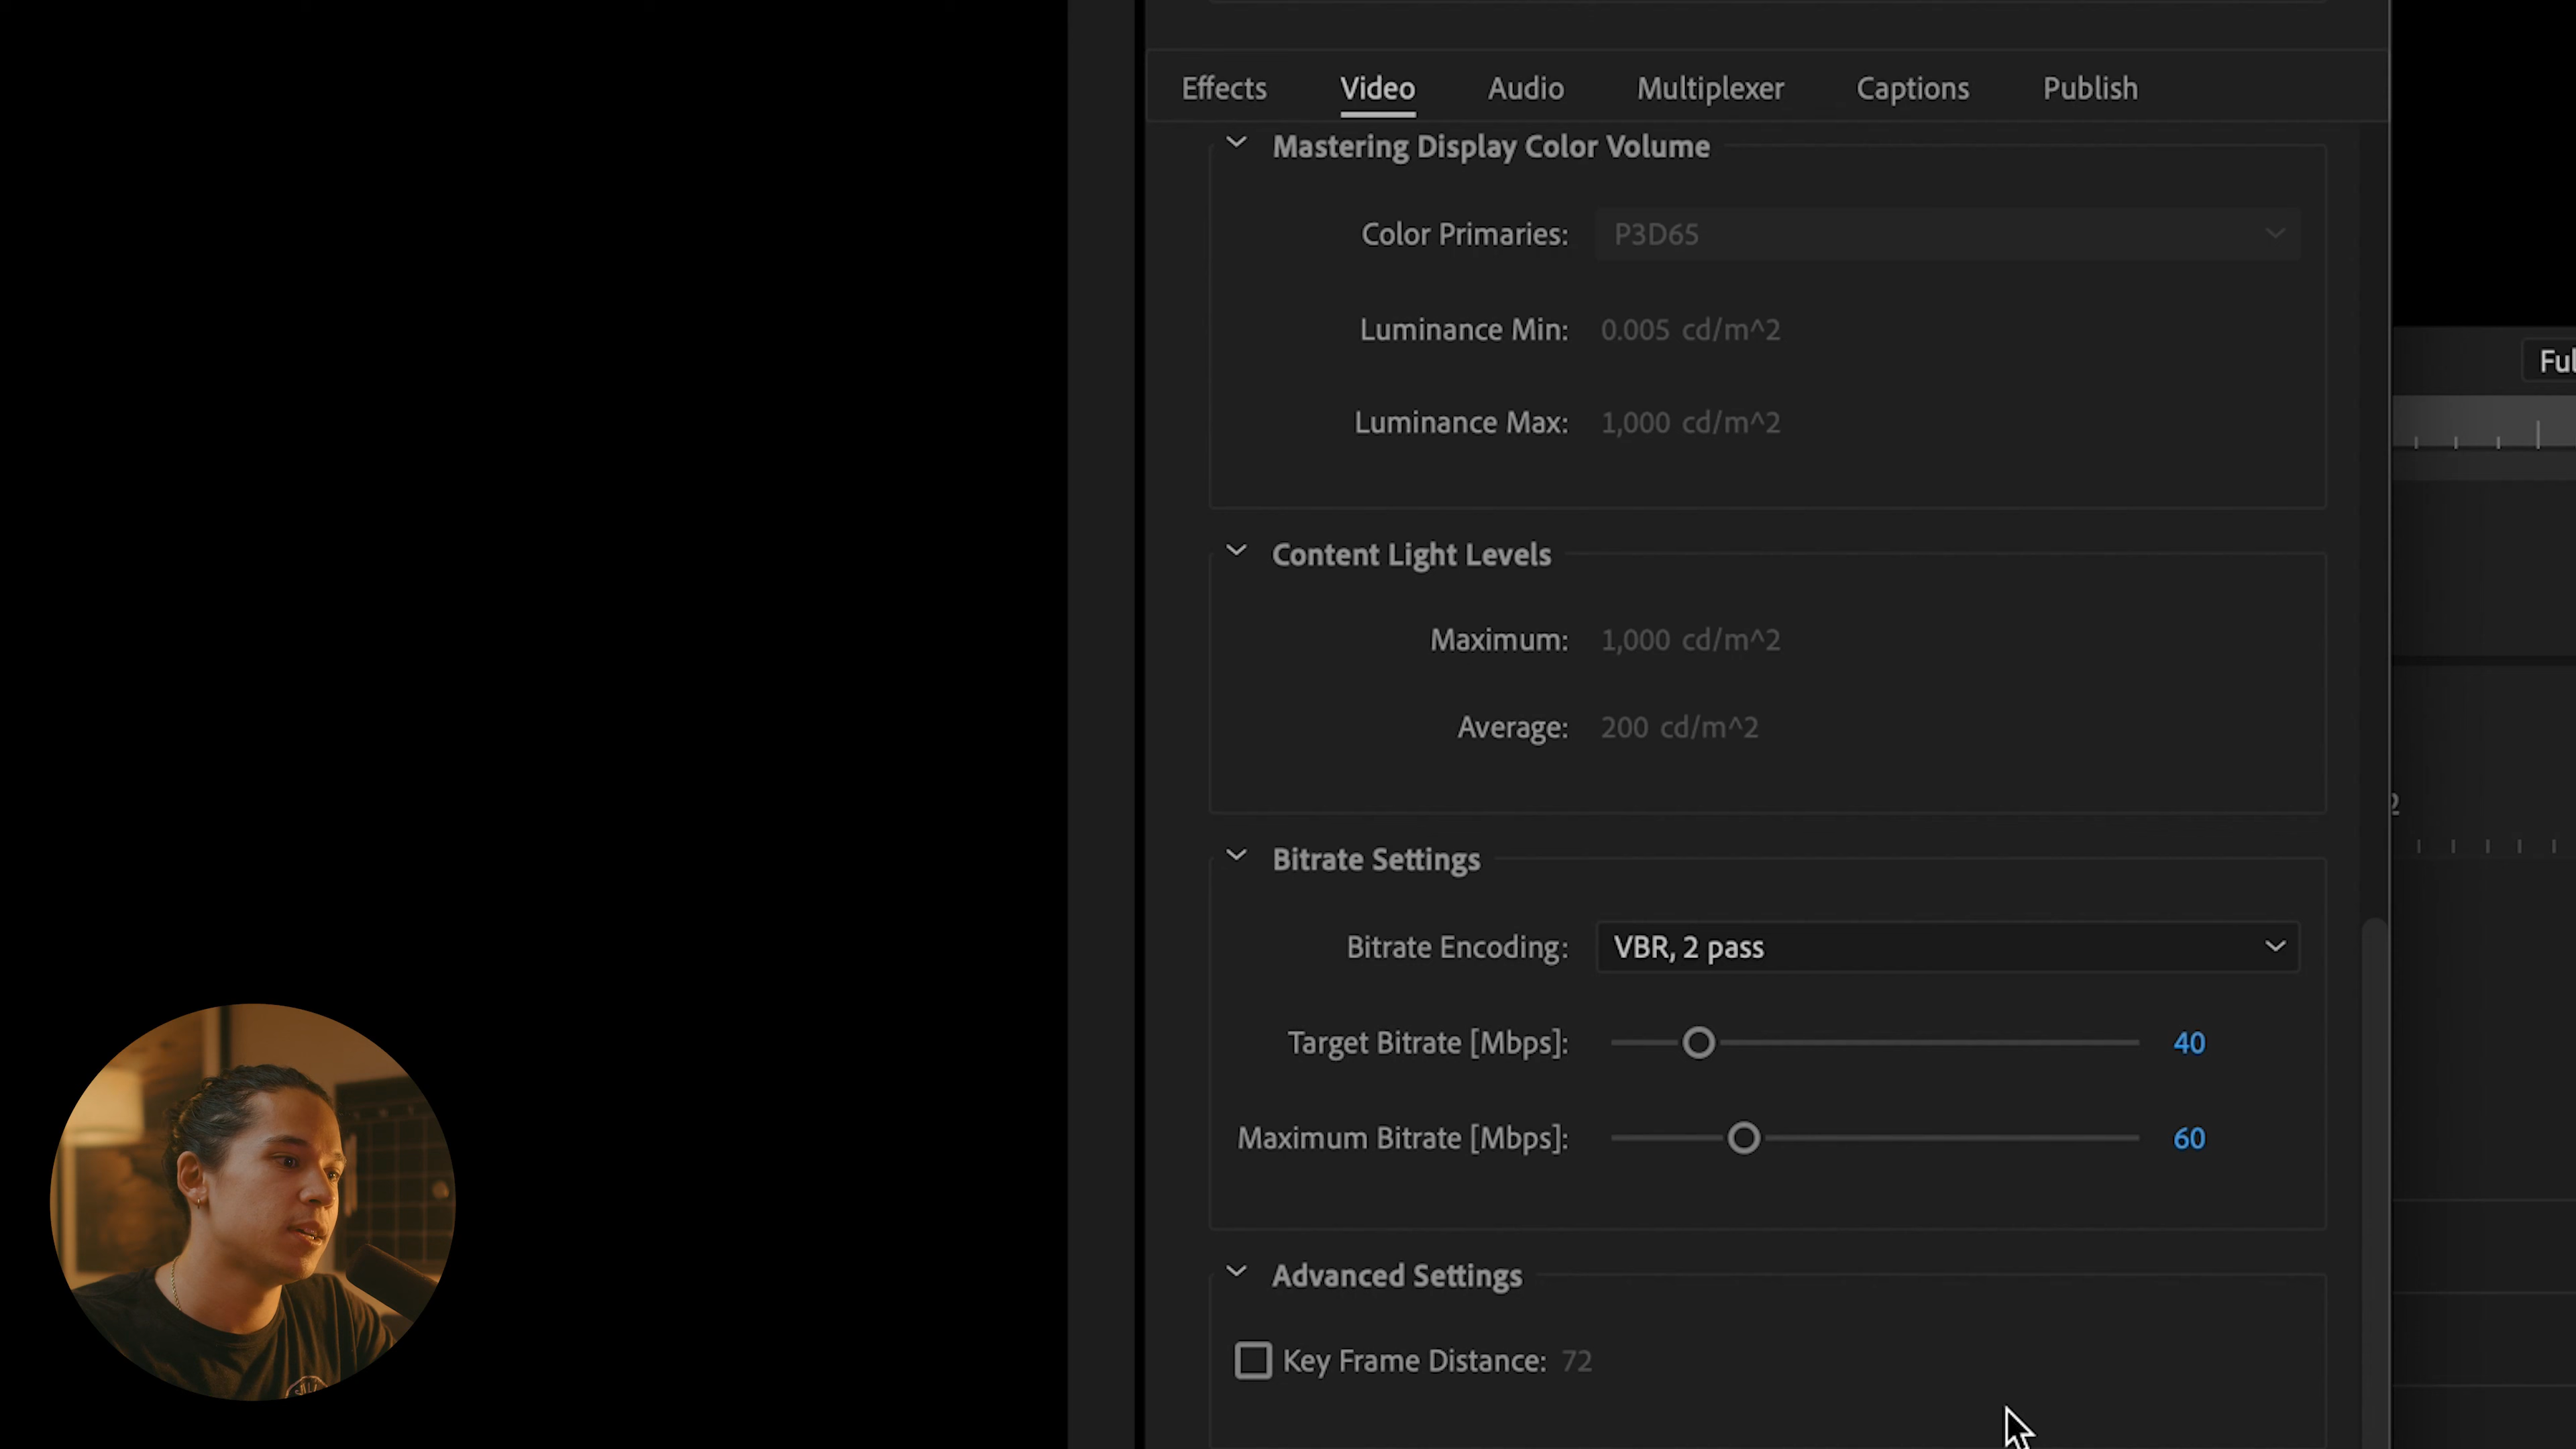 Effects Video Audio Multiplexer Captions Publish
Mastering Display Color Volume
Color Primaries: P3D65
Luminance Min: 0.005 cd/m^2
Luminance Max: 1,000 cd/m^2
Content Light Levels
Maximum: 1,000 cd/m^2
Average: 200 cd/m^2
Bitrate Settings
Bitrate Encoding: VBR, 2 pass
Target Bitrate [Mbps]: 40
Maximum Bitrate [Mbps]: 60
Advanced Settings
Key Frame Distance: 72